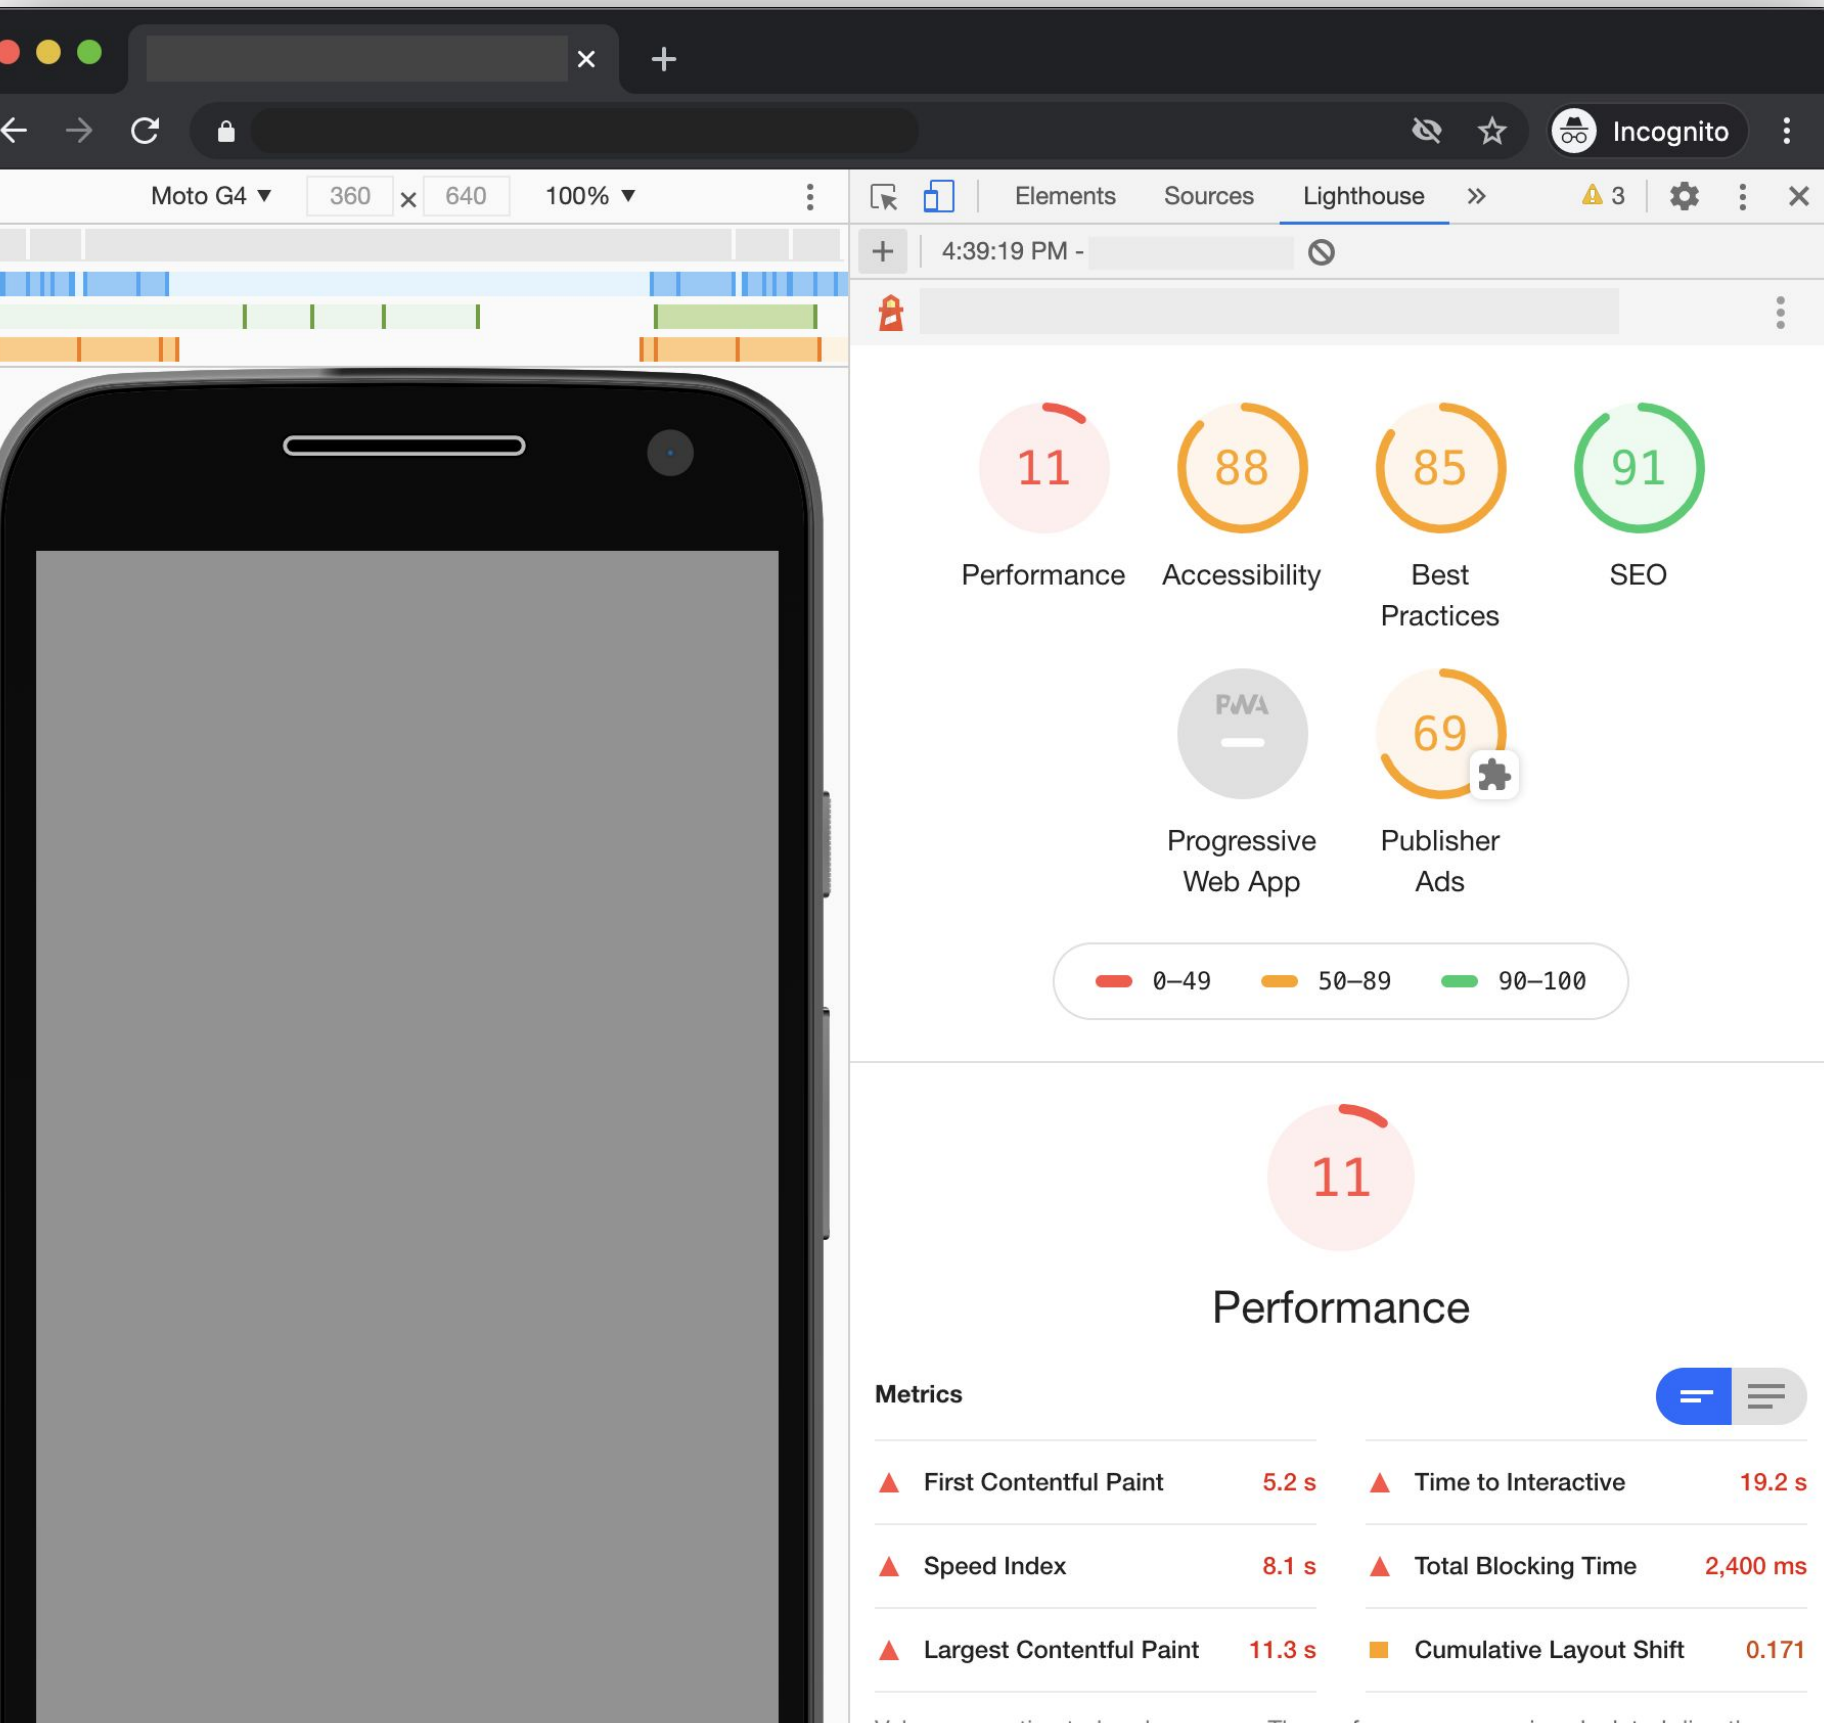 Incognito
Moto G4 ▼ 360 × 640 100% ▼
Elements Sources Lighthouse » 3
4:39:19 PM -
11 88 85 91
Performance Accessibility Best Practices SEO
PWA 69
Progressive Web App Publisher Ads
0–49 50–89 90–100
11
Performance
Metrics
First Contentful Paint 5.2 s Time to Interactive 19.2 s
Speed Index 8.1 s Total Blocking Time 2,400 ms
Largest Contentful Paint 11.3 s Cumulative Layout Shift 0.171